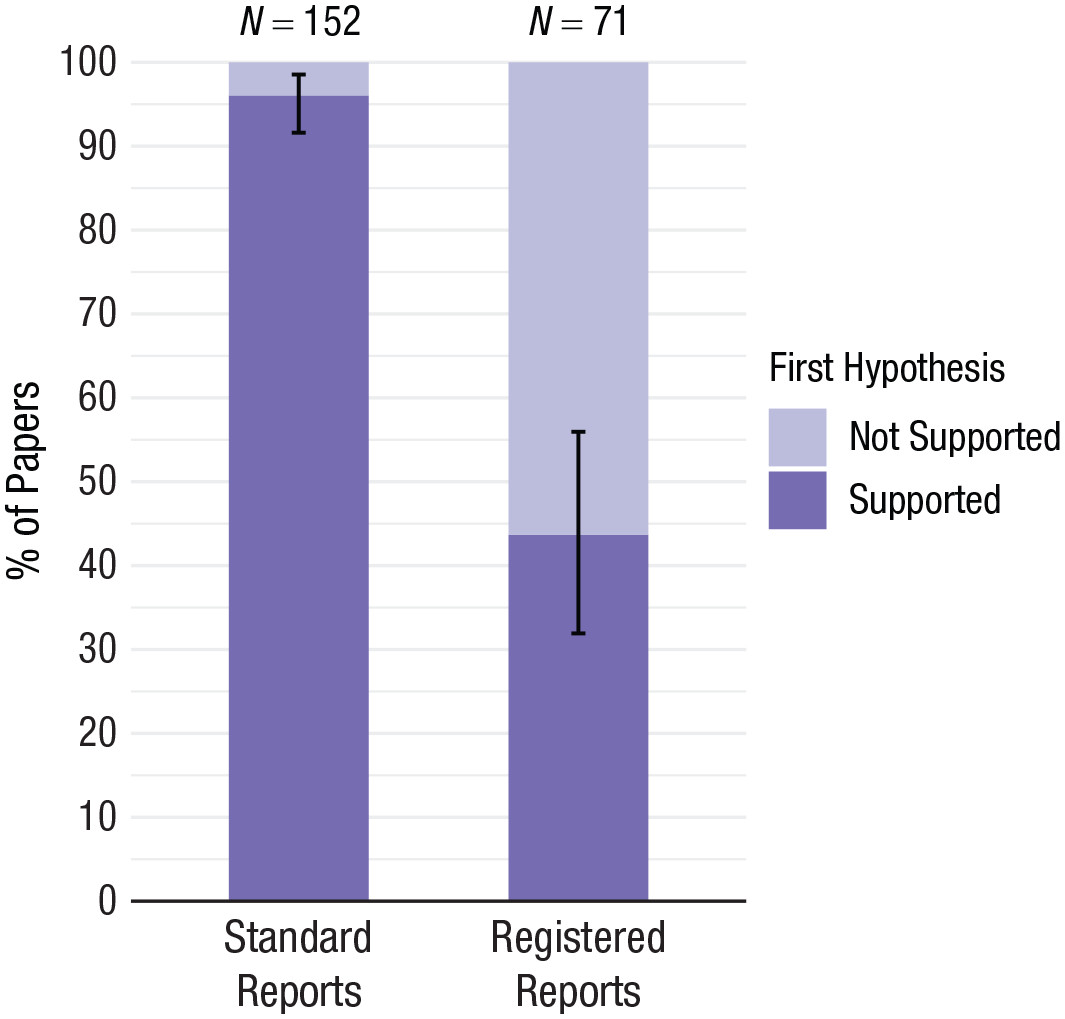 N = 152
N = 71
100
90
80
70
60
50
40
30
20
10
0
% of Papers
Standard
Reports
Registered
Reports
First Hypothesis
Not Supported
Supported